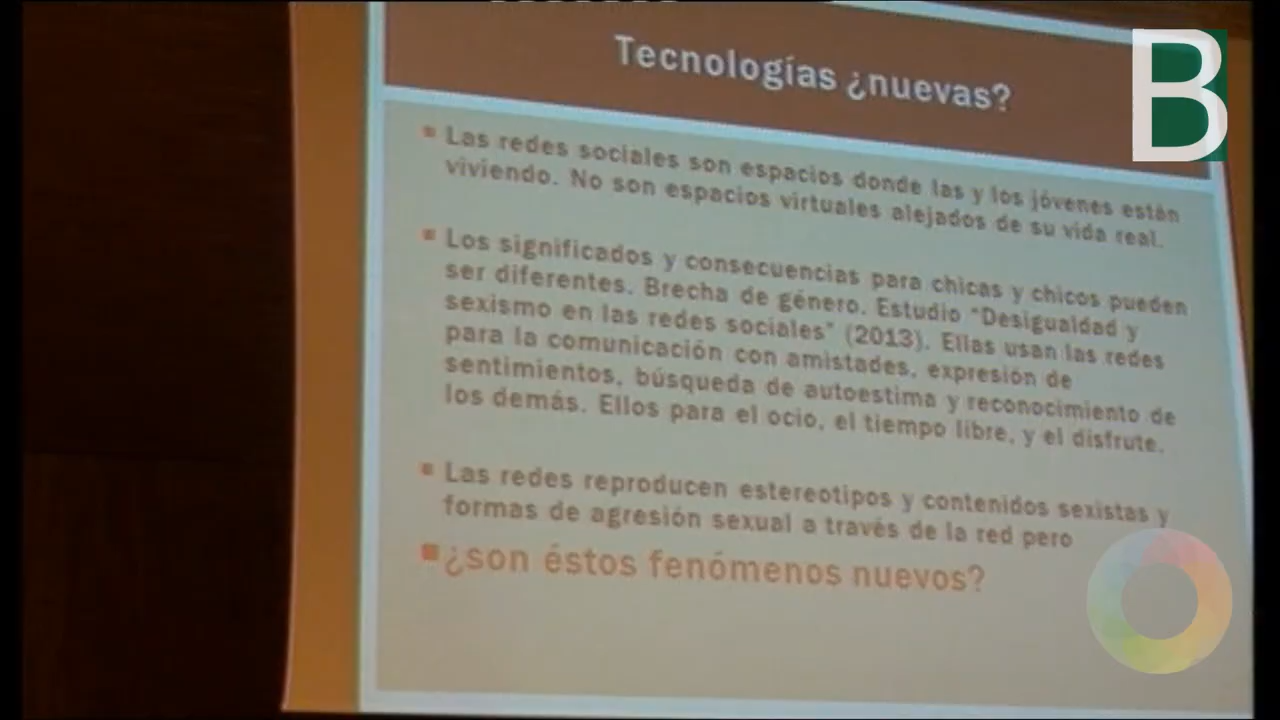 Tecnologías ¿nuevas?
B
Las redes sociales son espacios donde las y los jóvenes están
viviendo. No son espacios virtuales alejados de su vida real.
Los significados y consecuencias para chicas y chicos pueden
ser diferentes. Brecha de género. Estudio "Desigualdad y
sexismo en las redes sociales" (2013). Ellas usan las redes
para la comunicación con amistades, expresión de
sentimientos, búsqueda de autoestima y reconocimiento de
los demás. Ellos para el ocio, el tiempo libre, y el disfrute.
Las redes reproducen estereotipos y contenidos sexistas y
formas de agresión sexual a través de la red pero
¿son éstos fenómenos nuevos?